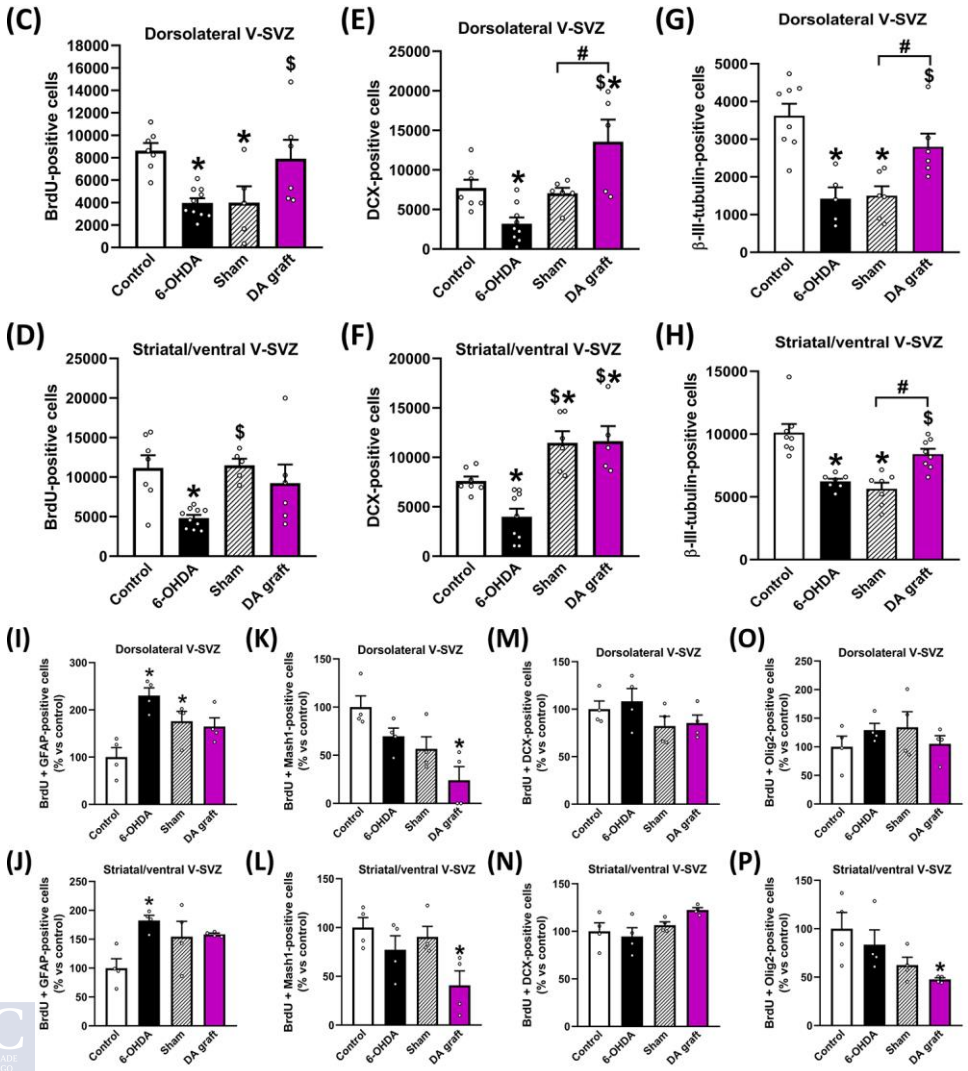 (C)
Dorsolateral V-SVZ
BrdU-positive cells
14000
12000
10000
8000
6000
4000
2000
0
*
*
$
Control
6-OHDA
Sham
DA graft
(E)
Dorsolateral V-SVZ
DCX-positive cells
25000
20000
15000
10000
5000
0
*
#
$*
Control
6-OHDA
Sham
DA graft
(G)
Dorsolateral V-SVZ
β-III-tubulin-positive cells
5000
4000
3000
2000
1000
0
*
*
#
$
Control
6-OHDA
Sham
DA graft
(D)
Striatal/ventral V-SVZ
BrdU-positive cells
25000
20000
15000
10000
5000
0
*
$
Control
6-OHDA
Sham
DA graft
(F)
Striatal/ventral V-SVZ
DCX-positive cells
20000
15000
10000
5000
0
*
$*
$*
Control
6-OHDA
Sham
DA graft
(H)
Striatal/ventral V-SVZ
β-III-tubulin-positive cells
15000
10000
5000
0
*
*
#
$
Control
6-OHDA
Sham
DA graft
(I)
Dorsolateral V-SVZ
BrdU + GFAP-positive cells
(% vs control)
300
200
100
0
*
*
Control
6-OHDA
Sham
DA graft
(K)
Dorsolateral V-SVZ
BrdU + Mash1-positive cells
(% vs control)
150
100
50
0
*
Control
6-OHDA
Sham
DA graft
(M)
Dorsolateral V-SVZ
BrdU + DCX-positive cells
(% vs control)
150
100
50
0
Control
6-OHDA
Sham
DA graft
(O)
Dorsolateral V-SVZ
BrdU + Olig2-positive cells
(% vs control)
250
200
150
100
50
0
Control
6-OHDA
Sham
DA graft
(J)
Striatal/ventral V-SVZ
BrdU + GFAP-positive cells
(% vs control)
250
200
150
100
50
0
*
Control
6-OHDA
Sham
DA graft
(L)
Striatal/ventral V-SVZ
BrdU + Mash1-positive cells
(% vs control)
150
100
50
0
*
Control
6-OHDA
Sham
DA graft
(N)
Striatal/ventral V-SVZ
BrdU + DCX-positive cells
(% vs control)
150
100
50
0
Control
6-OHDA
Sham
DA graft
(P)
Striatal/ventral V-SVZ
BrdU + Olig2-positive cells
(% vs control)
150
100
50
0
*
Control
6-OHDA
Sham
DA graft
C
ADE
GO